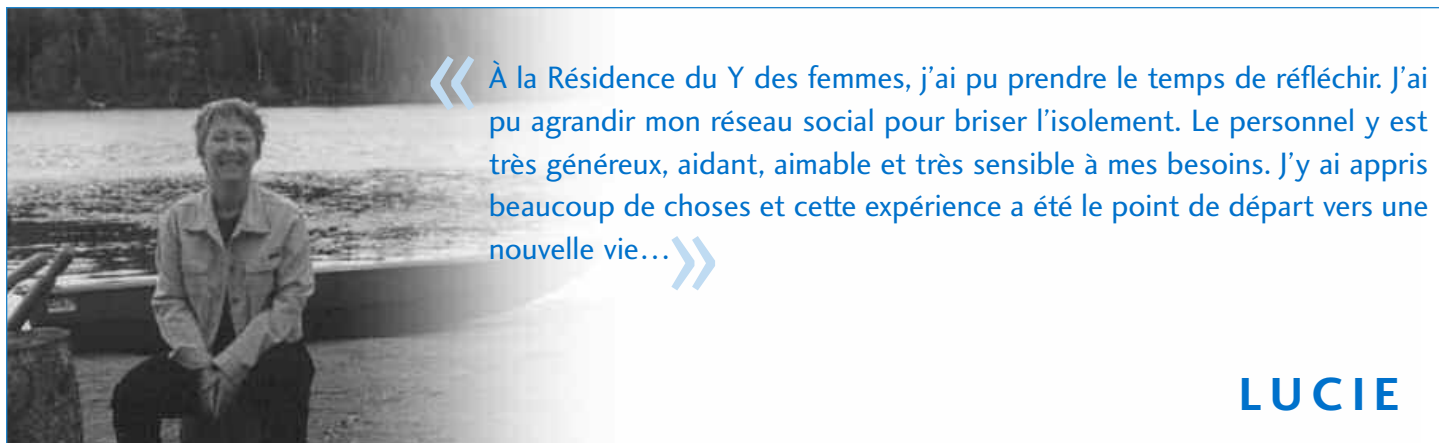 « À la Résidence du Y des femmes, j’ai pu prendre le temps de réfléchir. J’ai
pu agrandir mon réseau social pour briser l’isolement. Le personnel y est
très généreux, aidant, aimable et très sensible à mes besoins. J’y ai appris
beaucoup de choses et cette expérience a été le point de départ vers une
nouvelle vie… »
LUCIE